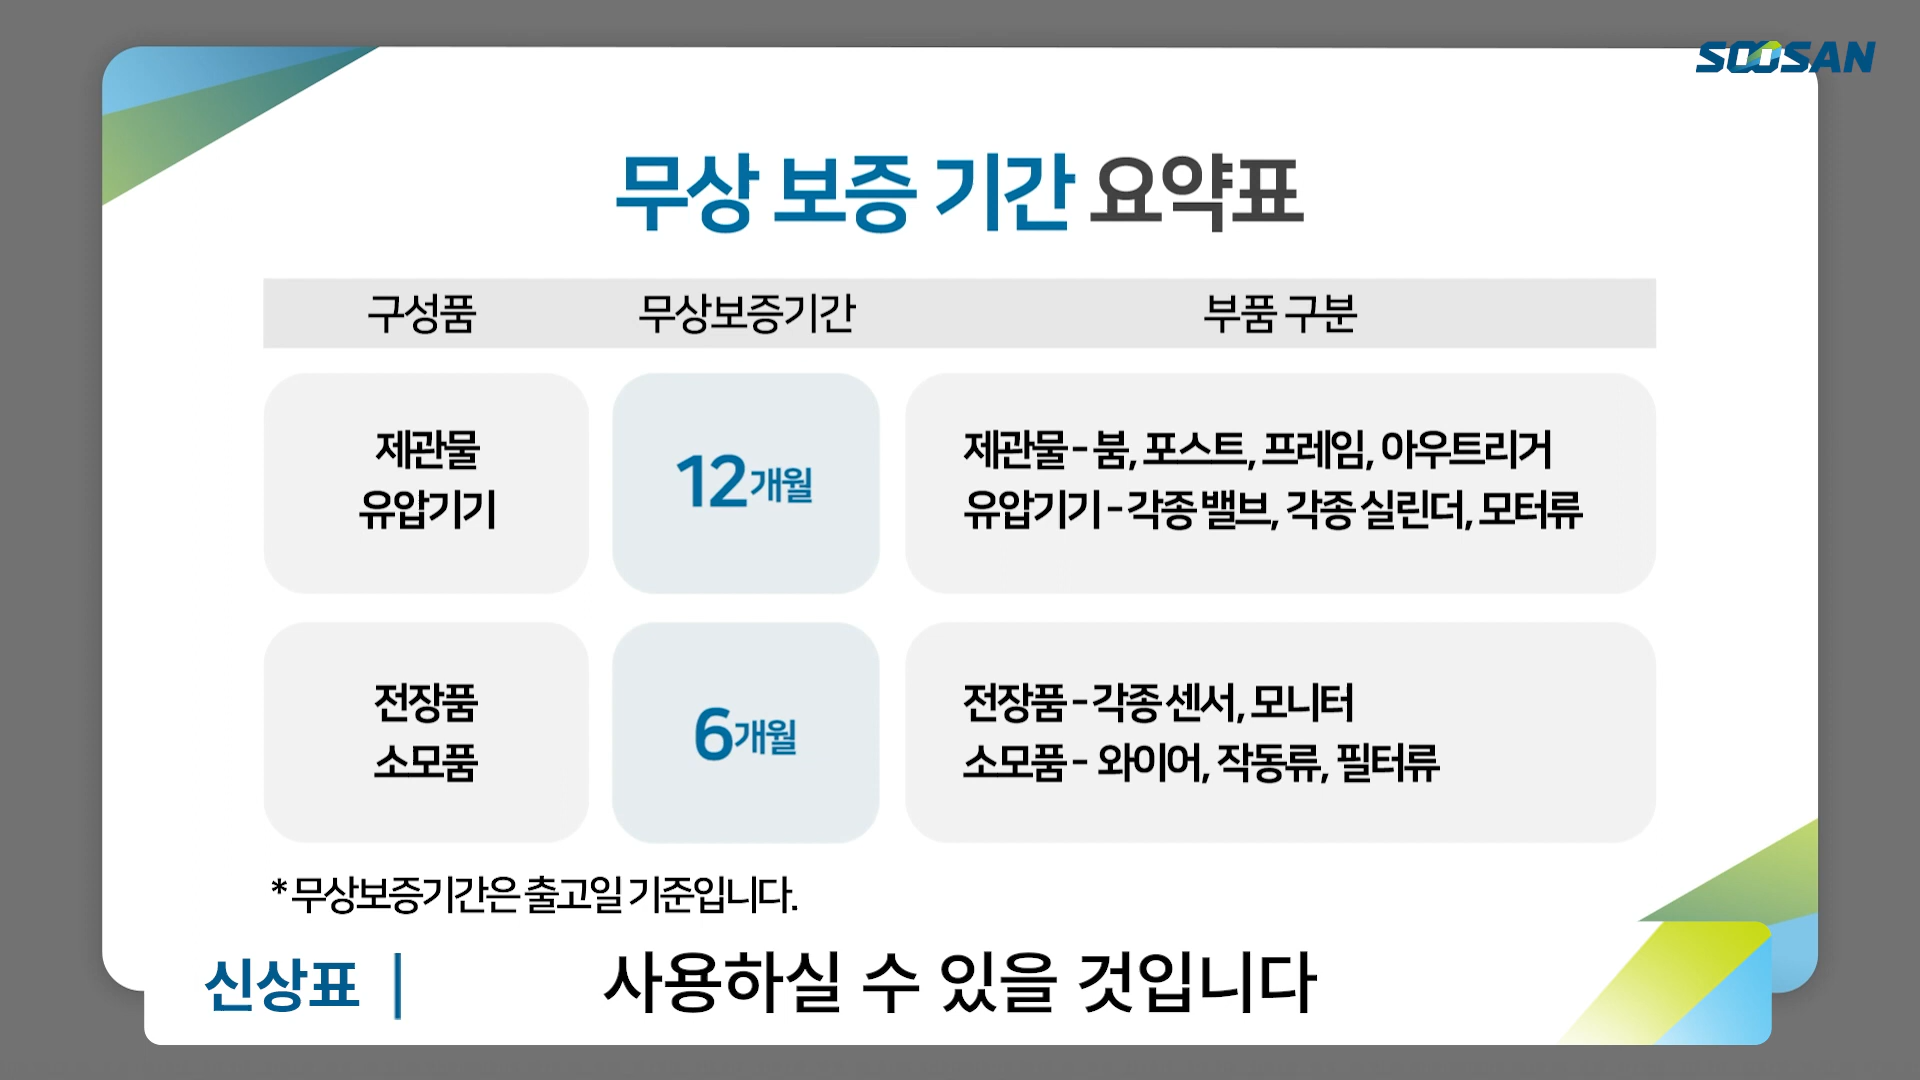 SOOSAN
무상 보증 기간 요약표
구성품 무상보증기간 부품 구분
제관물
유압기기
12개월
제관물 - 붐, 포스트, 프레임, 아우트리거
유압기기 - 각종 밸브, 각종 실린더, 모터류
전장품
소모품
6개월
전장품 - 각종 센서, 모니터
소모품 - 와이어, 작동류, 필터류
* 무상보증기간은 출고일 기준입니다.
신상표 | 사용하실 수 있을 것입니다